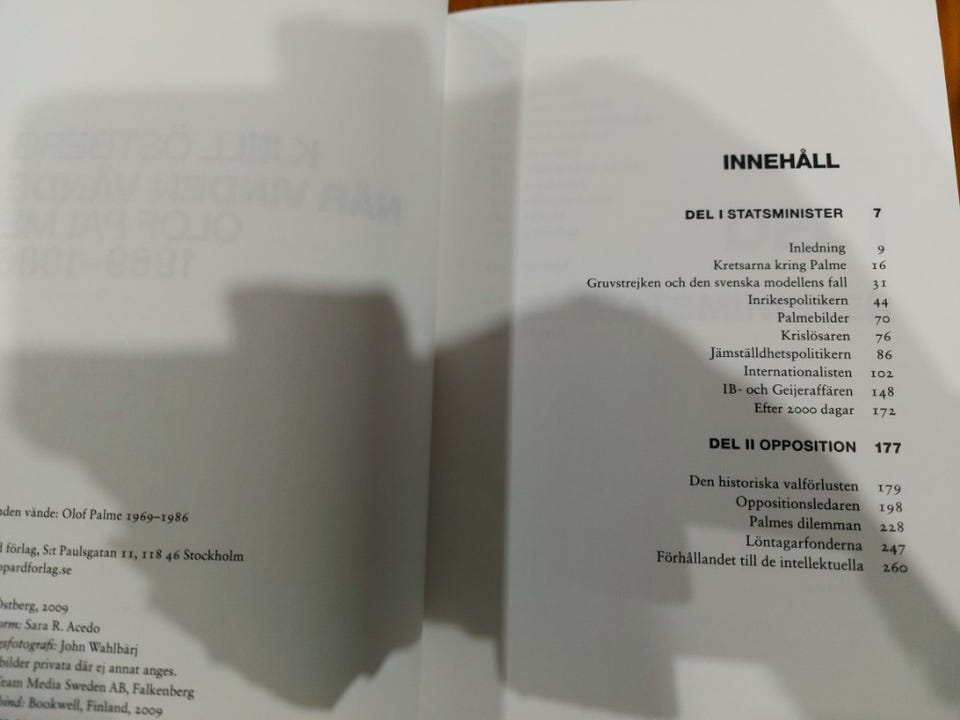 nden vände: Olof Palme 1969–1986
d förlag, S:t Paulsgatan 11, 118 46 Stockholm
opardforlag.se
Östberg, 2009
orm: Sara R. Acedo
gsfotografi: John Wahlbärj
bilder privata där ej annat anges.
Team Media Sweden AB, Falkenberg
bind: Bookwell, Finland, 2009
INNEHÅLL
DEL I STATSMINISTER 7
Inledning 9
Kretsarna kring Palme 16
Gruvstrejken och den svenska modellens fall 31
Inrikespolitikern 44
Palmebilder 70
Krislösaren 76
Jämställdhetspolitikern 86
Internationalisten 102
IB- och Geijeraffären 148
Efter 2000 dagar 172
DEL II OPPOSITION 177
Den historiska valförlusten 179
Oppositionsledaren 198
Palmes dilemman 228
Löntagarfonderna 247
Förhållandet till de intellektuella 260